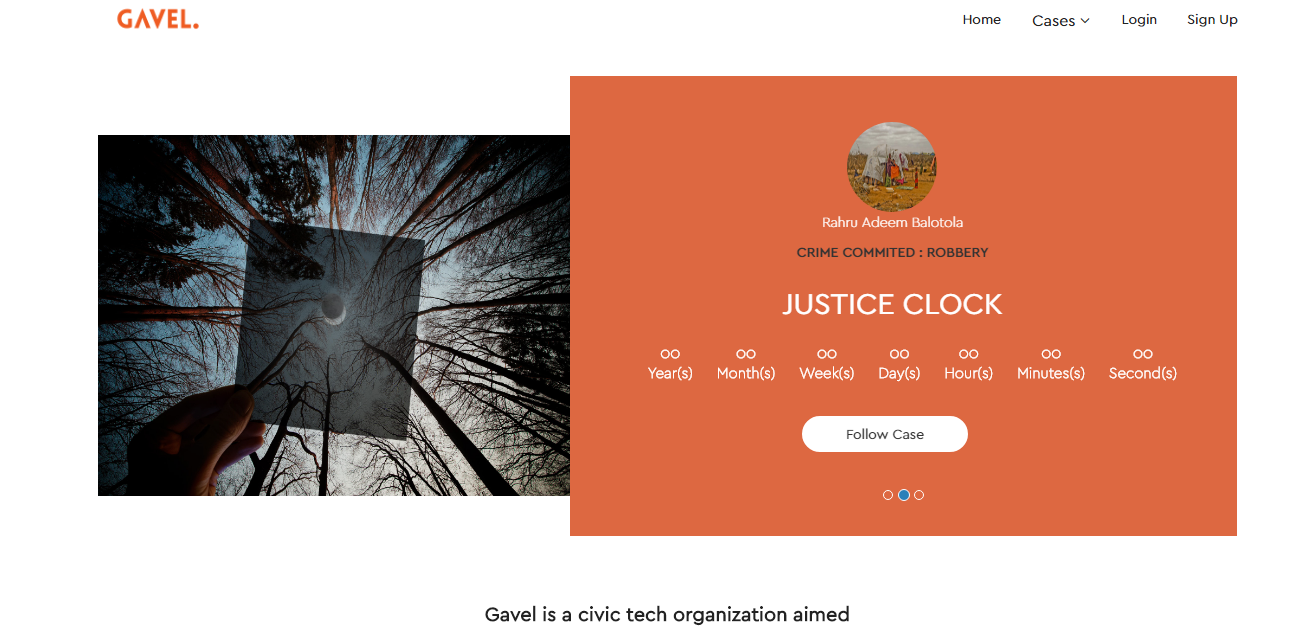 GAVEL.
Home
Cases
Login
Sign Up
Rahru Adeem Balotola
CRIME COMMITED : ROBBERY
JUSTICE CLOCK
00 00 00 00 00 00 00
Year(s) Month(s) Week(s) Day(s) Hour(s) Minutes(s) Second(s)
Follow Case
Gavel is a civic tech organization aimed